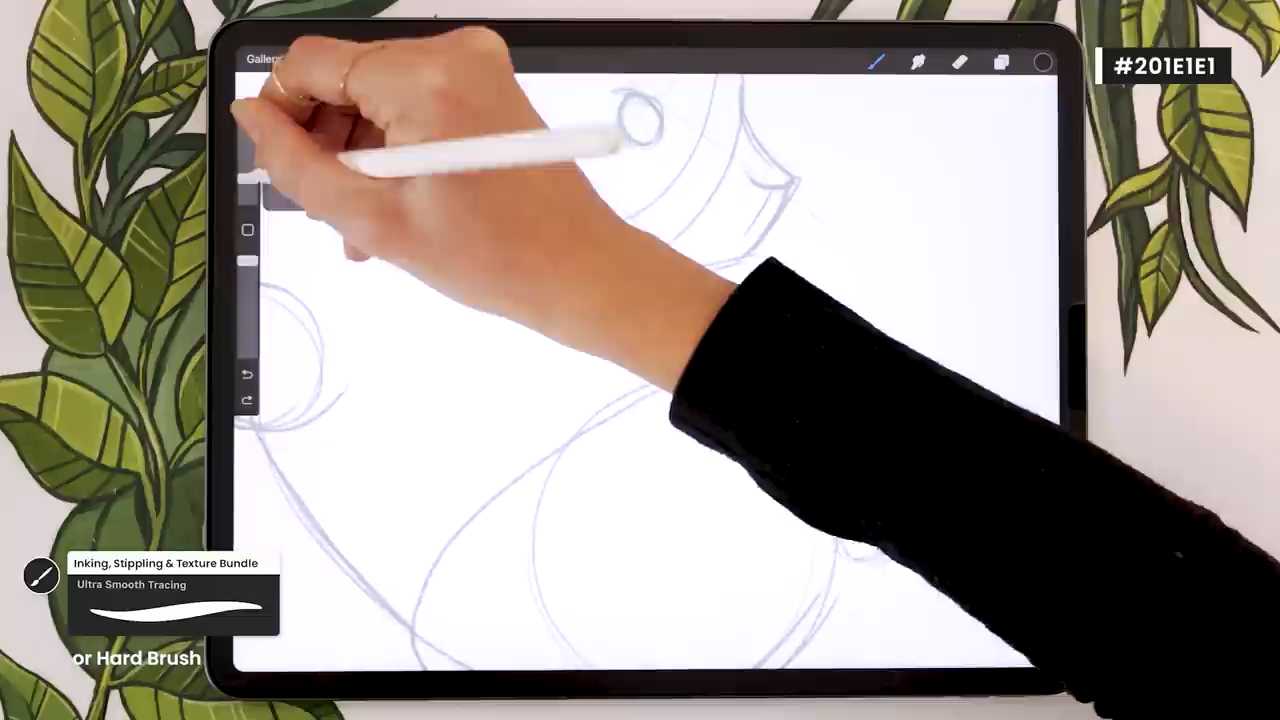 #201E1E1
Inking, Stippling & Texture Bundle
Ultra Smooth Tracing
or Hard Brush